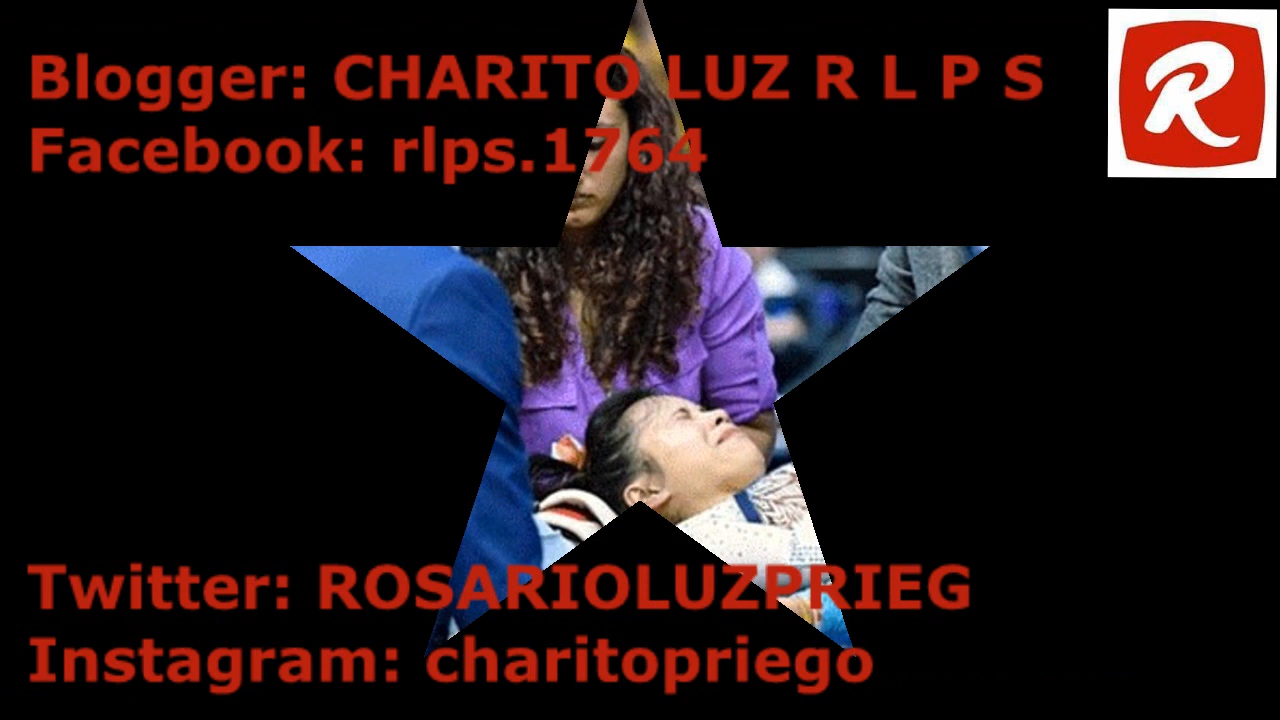 Blogger: CHARITO LUZ R L P S
Facebook: rlps.1764
R
Twitter: ROSARIOLUZPRIEG
Instagram: charitopriego